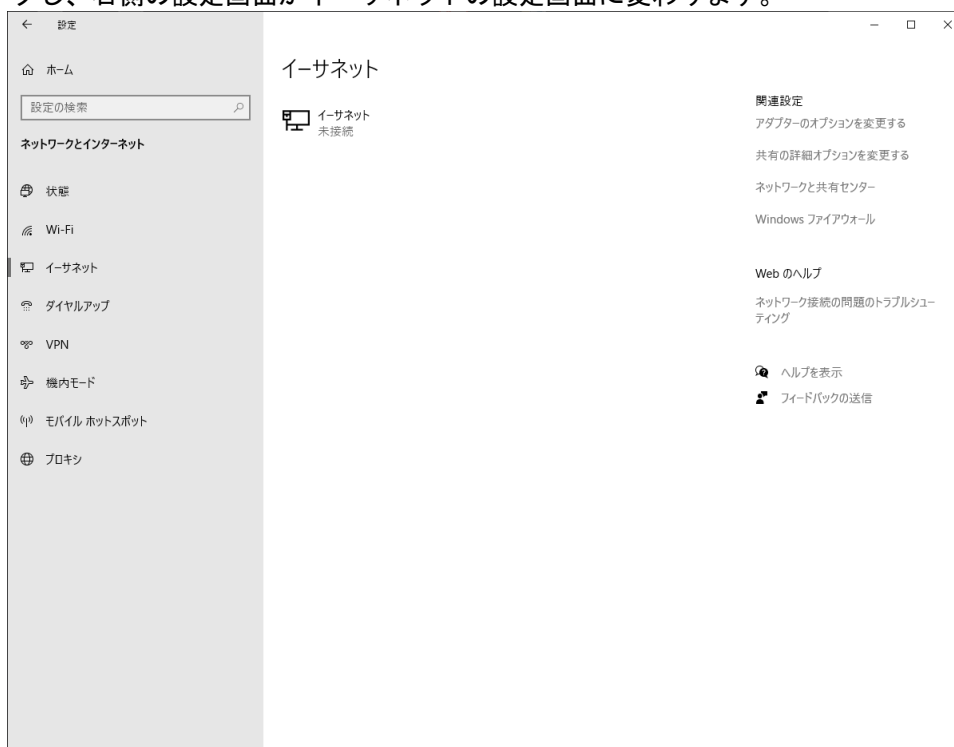 設定
ホーム
設定の検索
ネットワークとインターネット
状態
Wi-Fi
イーサネット
ダイヤルアップ
VPN
機内モード
モバイル ホットスポット
プロキシ
イーサネット
イーサネット
未接続
関連設定
アダプターのオプションを変更する
共有の詳細オプションを変更する
ネットワークと共有センター
Windows ファイアウォール
Web のヘルプ
ネットワーク接続の問題のトラブルシュー
ティング
ヘルプを表示
フィードバックの送信